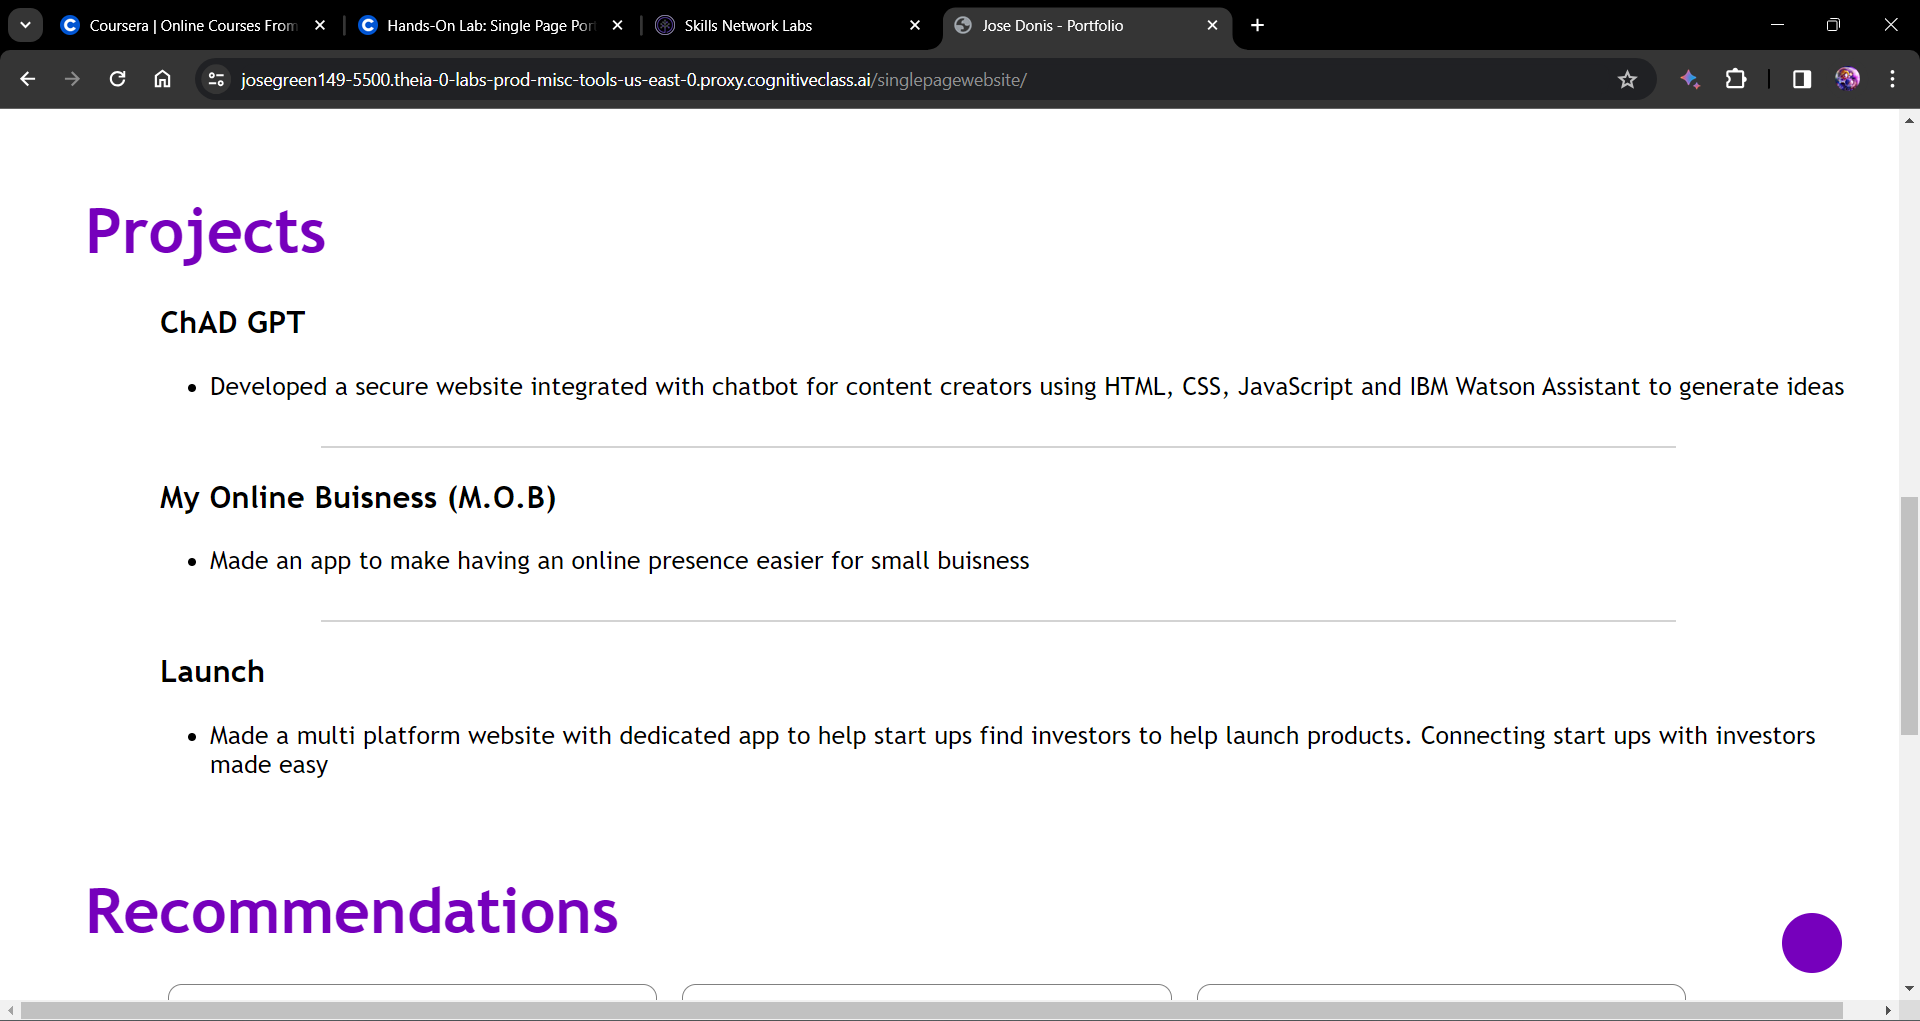 Coursera | Online Courses From
Hands-On Lab: Single Page Por
Skills Network Labs
Jose Donis - Portfolio
josegreen149-5500.theia-0-labs-prod-misc-tools-us-east-0.proxy.cognitiveclass.ai/singlepagewebsite/
Projects
ChAD GPT
• Developed a secure website integrated with chatbot for content creators using HTML, CSS, JavaScript and IBM Watson Assistant to generate ideas
My Online Buisness (M.O.B)
• Made an app to make having an online presence easier for small buisness
Launch
• Made a multi platform website with dedicated app to help start ups find investors to help launch products. Connecting start ups with investors
made easy
Recommendations